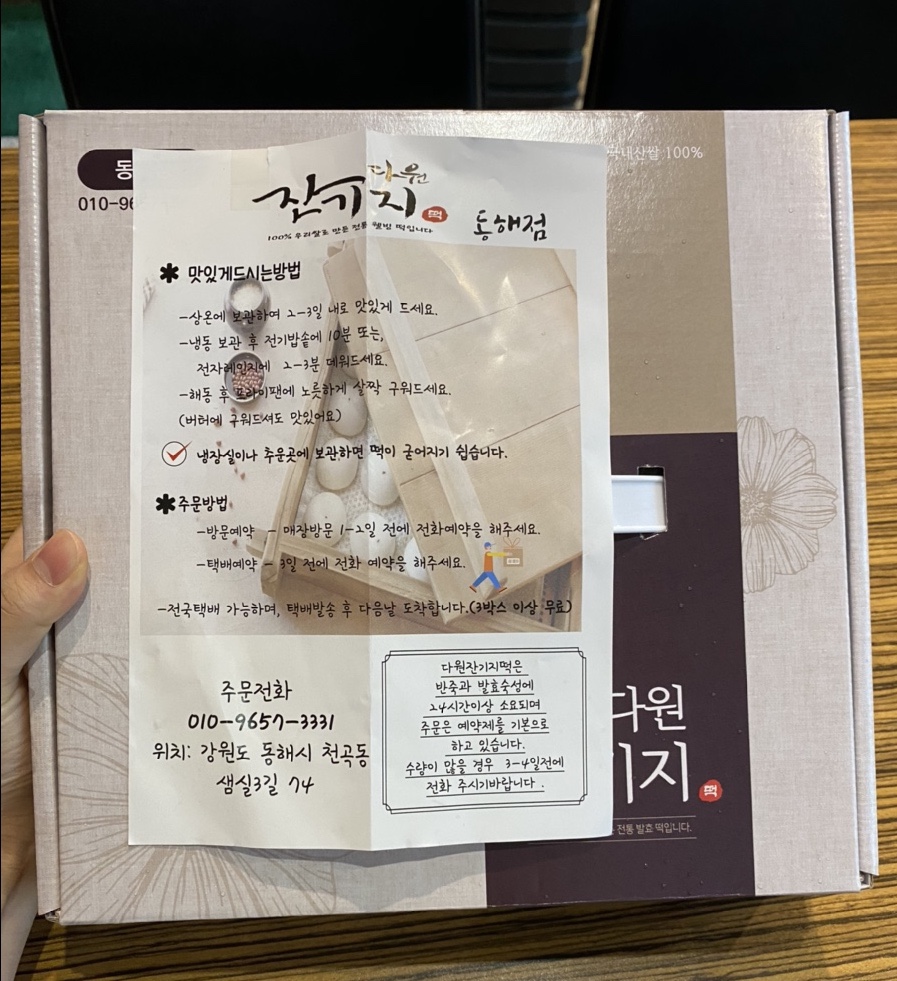 동
010-96
국내산쌀 100%
다원
잔기지
떡
100% 우리쌀로 만든 전통 웰빙 떡입니다
동해점
✱ 맛있게드시는방법
-상온에 보관하여 2-3일 내로 맛있게 드세요.
-냉동 보관 후 전기밥솥에 10분 또는,
전자레인지에 2-3분 데워드세요.
-해동 후 프라이팬에 노릇하게 살짝 구워드세요.
(버터에 구워드셔도 맛있어요)
냉장실이나 추운곳에 보관하면 떡이 굳어지기 쉽습니다.
✱주문방법
-방문예약 - 매장방문 1-2일 전에 전화예약을 해주세요.
-택배예약 - 3일 전에 전화 예약을 해주세요.
-전국택배 가능하며, 택배발송 후 다음날 도착합니다.(3박스 이상 무료)
주문전화
010-9657-3331
위치: 강원도 동해시 천곡동
샘실3길 74
다원잔기지떡은
반죽과 발효숙성에
24시간이상 소요되며
주문은 예약제를 기본으로
하고 있습니다.
수량이 많을 경우 3-4일전에
전화 주시기바랍니다.
다원
기지
떡
전통 발효 떡입니다.